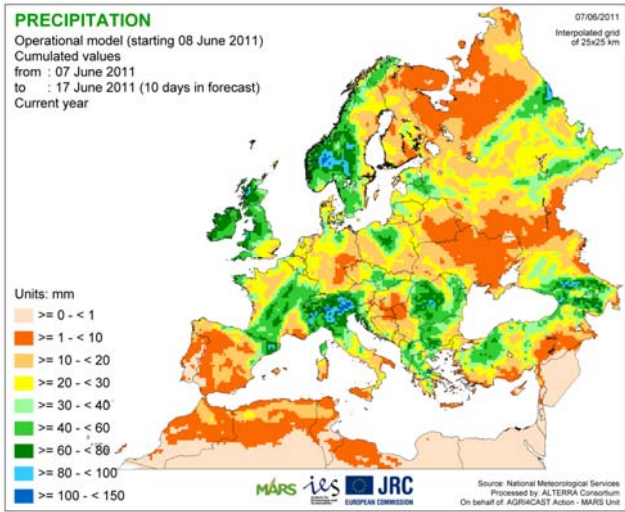 PRECIPITATION
Operational model (starting 08 June 2011)
Cumulated values
from : 07 June 2011
to : 17 June 2011 (10 days in forecast)
Current year
07/06/2011
Interpolated grid
of 25x25 km
Units: mm
>= 0 - < 1
>= 1 - < 10
>= 10 - < 20
>= 20 - < 30
>= 30 - < 40
>= 40 - < 60
>= 60 - < 80
>= 80 - < 100
>= 100 - < 150
MARS
ies
JRC
EUROPEAN COMMISSION
Source: National Meteorological Services
Processed by: ALTERRA Consortium
On behalf of: AGRI4CAST Action - MARS Unit